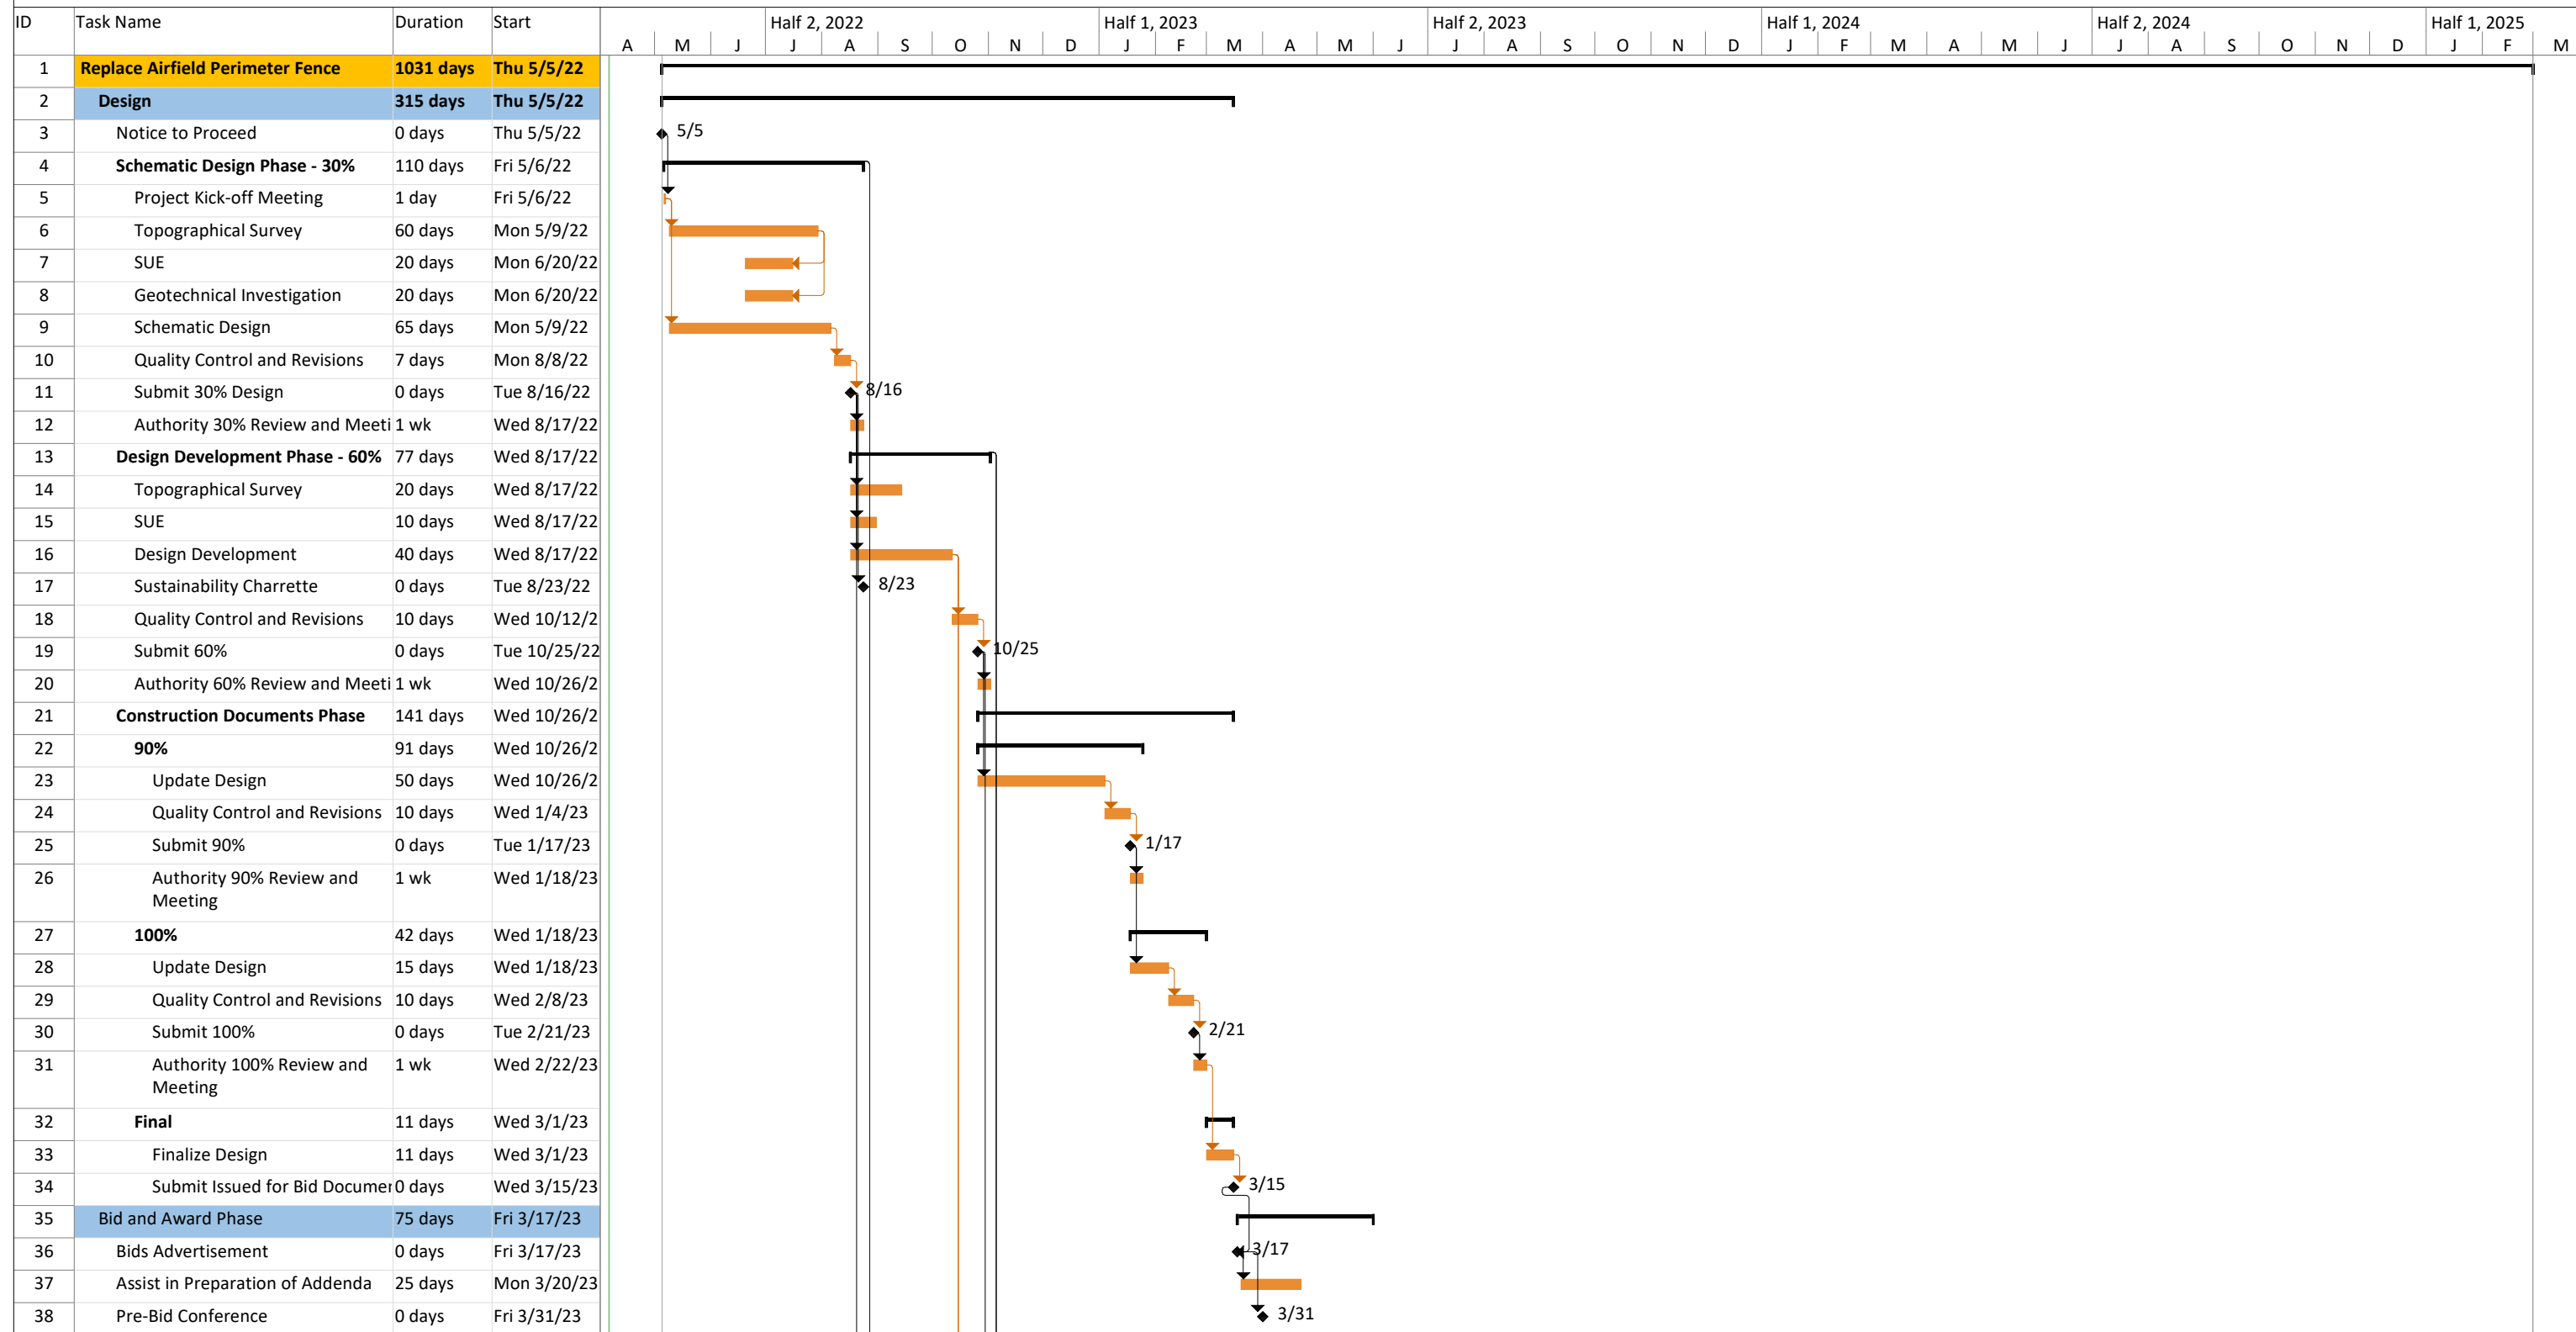 ID Task Name Duration Start Half 2, 2022 Half 1, 2023 Half 2, 2023 Half 1, 2024 Half 2, 2024 Half 1, 2025
A M J J A S O N D J F M A M J J A S O N D J F M A M J J A S O N D J F M
1 Replace Airfield Perimeter Fence 1031 days Thu 5/5/22
2 Design 315 days Thu 5/5/22
3 Notice to Proceed 0 days Thu 5/5/22 5/5
4 Schematic Design Phase - 30% 110 days Fri 5/6/22
5 Project Kick-off Meeting 1 day Fri 5/6/22
6 Topographical Survey 60 days Mon 5/9/22
7 SUE 20 days Mon 6/20/22
8 Geotechnical Investigation 20 days Mon 6/20/22
9 Schematic Design 65 days Mon 5/9/22
10 Quality Control and Revisions 7 days Mon 8/8/22
11 Submit 30% Design 0 days Tue 8/16/22 8/16
12 Authority 30% Review and Meeti 1 wk Wed 8/17/22
13 Design Development Phase - 60% 77 days Wed 8/17/22
14 Topographical Survey 20 days Wed 8/17/22
15 SUE 10 days Wed 8/17/22
16 Design Development 40 days Wed 8/17/22
17 Sustainability Charrette 0 days Tue 8/23/22 8/23
18 Quality Control and Revisions 10 days Wed 10/12/2
19 Submit 60% 0 days Tue 10/25/22 10/25
20 Authority 60% Review and Meeti 1 wk Wed 10/26/2
21 Construction Documents Phase 141 days Wed 10/26/2
22 90% 91 days Wed 10/26/2
23 Update Design 50 days Wed 10/26/2
24 Quality Control and Revisions 10 days Wed 1/4/23
25 Submit 90% 0 days Tue 1/17/23 1/17
26 Authority 90% Review and 1 wk Wed 1/18/23
Meeting
27 100% 42 days Wed 1/18/23
28 Update Design 15 days Wed 1/18/23
29 Quality Control and Revisions 10 days Wed 2/8/23
30 Submit 100% 0 days Tue 2/21/23 2/21
31 Authority 100% Review and 1 wk Wed 2/22/23
Meeting
32 Final 11 days Wed 3/1/23
33 Finalize Design 11 days Wed 3/1/23
34 Submit Issued for Bid Documer 0 days Wed 3/15/23 3/15
35 Bid and Award Phase 75 days Fri 3/17/23
36 Bids Advertisement 0 days Fri 3/17/23 3/17
37 Assist in Preparation of Addenda 25 days Mon 3/20/23
38 Pre-Bid Conference 0 days Fri 3/31/23 3/31